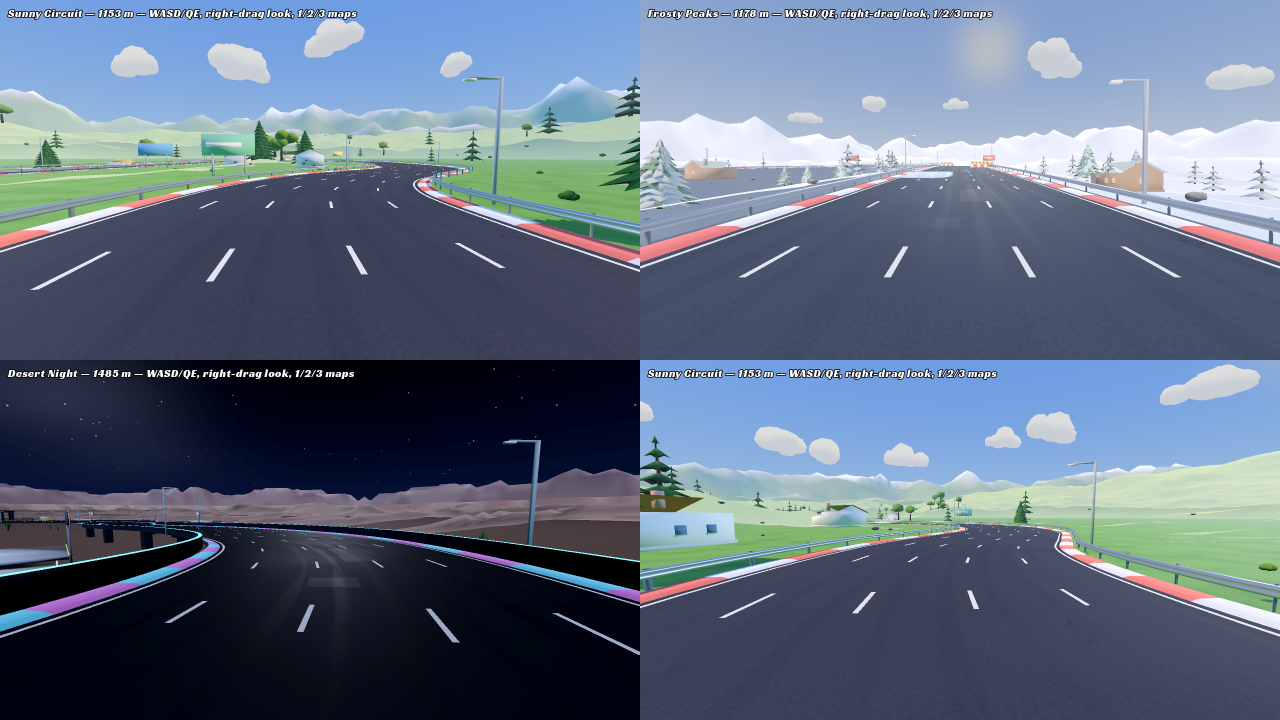 Sunny Circuit — 1153 m — WASD/QE, right-drag look, 1/2/3 maps
Frosty Peaks — 1178 m — WASD/QE, right-drag look, 1/2/3 maps
Desert Night — 1485 m — WASD/QE, right-drag look, 1/2/3 maps
Sunny Circuit — 1153 m — WASD/QE, right-drag look, 1/2/3 maps